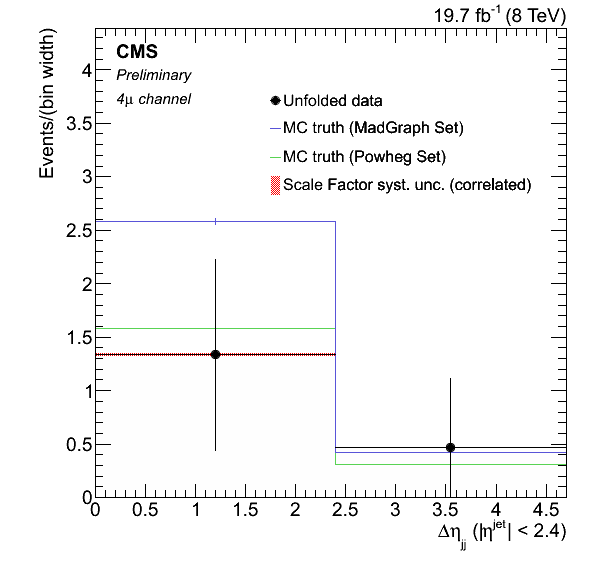 19.7 fb⁻¹ (8 TeV)
CMS
Preliminary
4μ channel
Unfolded data
MC truth (MadGraph Set)
MC truth (Powheg Set)
Scale Factor syst. unc. (correlated)
Events/(bin width)
4
3.5
3
2.5
2
1.5
1
0.5
0
0 0.5 1 1.5 2 2.5 3 3.5 4 4.5
Δη_jj (|η^jet| < 2.4)